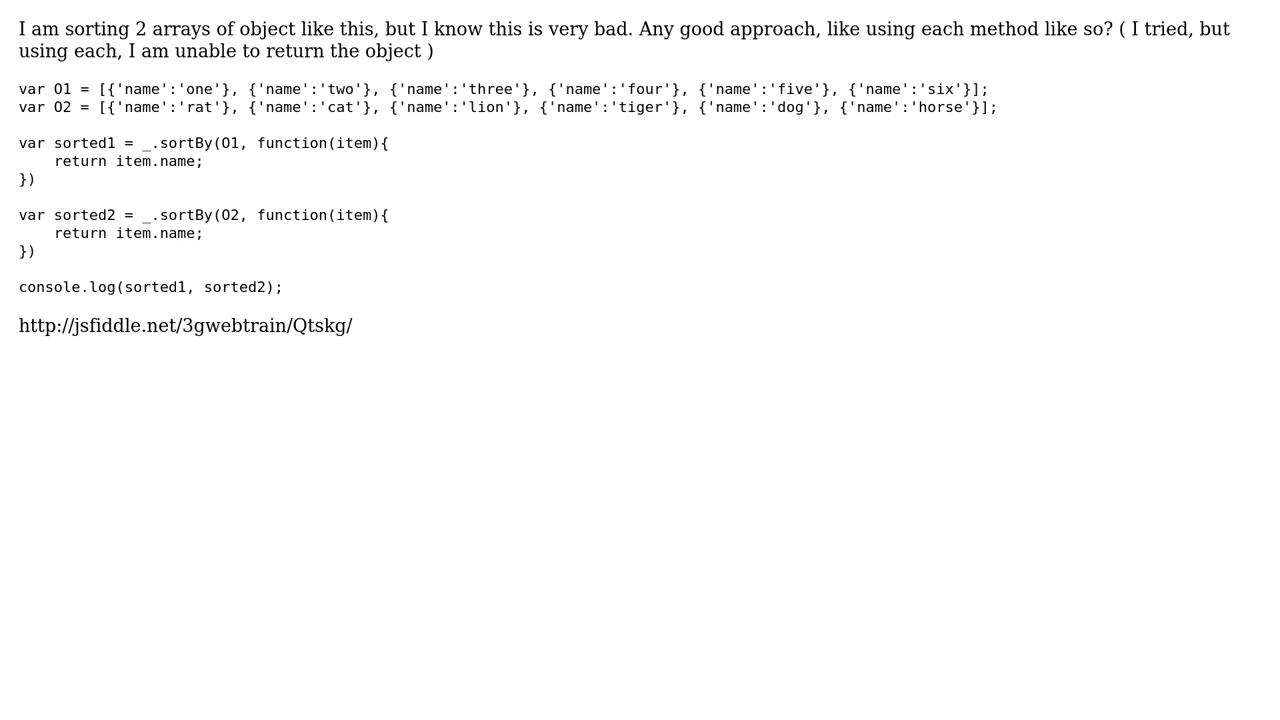 I am sorting 2 arrays of object like this, but I know this is very bad. Any good approach, like using each method like so? ( I tried, but
using each, I am unable to return the object )
var O1 = [{'name':'one'}, {'name':'two'}, {'name':'three'}, {'name':'four'}, {'name':'five'}, {'name':'six'}];
var O2 = [{'name':'rat'}, {'name':'cat'}, {'name':'lion'}, {'name':'tiger'}, {'name':'dog'}, {'name':'horse'}];
var sorted1 = _.sortBy(O1, function(item){
    return item.name;
})
var sorted2 = _.sortBy(O2, function(item){
    return item.name;
})
console.log(sorted1, sorted2);
http://jsfiddle.net/3gwebtrain/Qtskg/